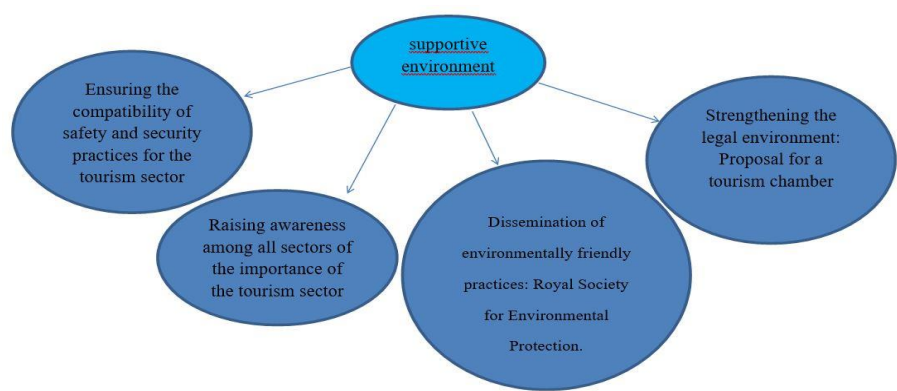 supportive
environment
Ensuring the
compatibility of
safety and security
practices for the
tourism sector
Raising awareness
among all sectors of
the importance of
the tourism sector
Dissemination of
environmentally friendly
practices: Royal Society
for Environmental
Protection.
Strengthening the
legal environment:
Proposal for a
tourism chamber